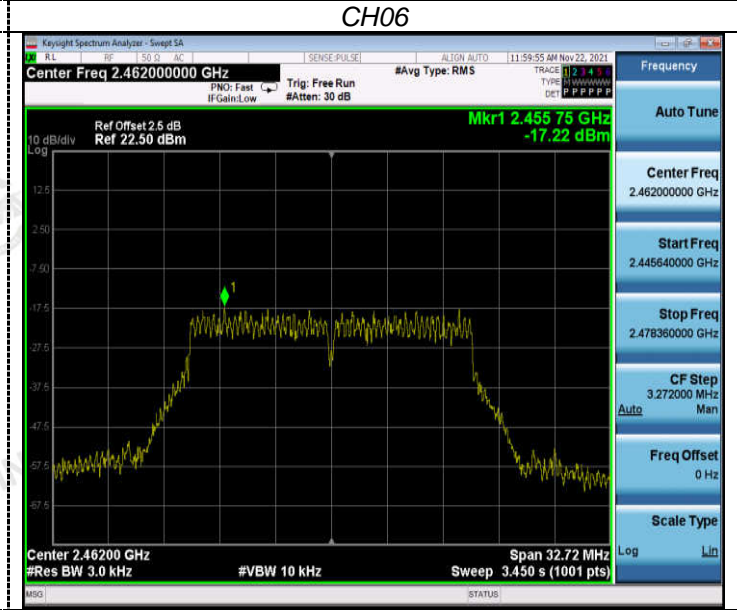 CH06
Keysight Spectrum Analyzer - Swept SA
RL RF 50 Ω AC SENSE:PULSE ALIGN AUTO 11:59:55 AM Nov 22, 2021
Center Freq 2.462000000 GHz
#Avg Type: RMS
TRACE 1 2 3 4 5 6
TYPE M WWWWW
DET P P P P P P
PNO: Fast
IFGain:Low
Trig: Free Run
#Atten: 30 dB
Ref Offset 2.5 dB
Ref 22.50 dBm
10 dB/div
Log
Mkr1 2.455 75 GHz
-17.22 dBm
12.5
2.50
-7.50
-17.5
-27.5
-37.5
-47.5
-57.5
-67.5
1
Center 2.46200 GHz
Span 32.72 MHz
#Res BW 3.0 kHz
#VBW 10 kHz
Sweep 3.450 s (1001 pts)
MSG
STATUS
Frequency
Auto Tune
Center Freq
2.462000000 GHz
Start Freq
2.445640000 GHz
Stop Freq
2.478360000 GHz
CF Step
3.272000 MHz
Auto Man
Freq Offset
0 Hz
Scale Type
Log Lin